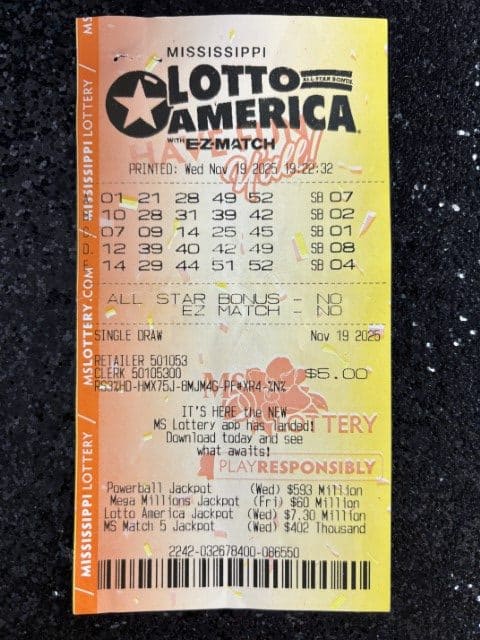 MISSISSIPPI
LOTTO
ALL STAR BONUS
AMERICA
WITH EZ-MATCH
HAVE FUN
Y'all!
PRINTED: Wed Nov 19 2025 19:22:32
01 21 28 49 52 SB 07
10 28 31 39 42 SB 02
07 09 14 25 45 SB 01
D. 12 39 40 42 49 SB 08
14 29 44 51 52 SB 04
ALL STAR BONUS - NO
EZ MATCH - NO
SINGLE DRAW Nov 19 2025
RETAILER 501053
CLERK 50105300 $5.00
MS
LOTTERY
IT'S HERE the NEW
MS Lottery app has landed!
Download today and see
what awaits!
PLAY RESPONSIBLY
Powerball Jackpot (Wed) $593 Million
Mega Millions Jackpot (Fri) $60 Million
Lotto America Jackpot (Wed) $7.30 Million
MS Match 5 Jackpot (Wed) $402 Thousand
2242-032678400-086550
MS
MISSISSIPPI LOTTERY
MSLOTTERY.COM
MISSISSIPPI LOTTERY